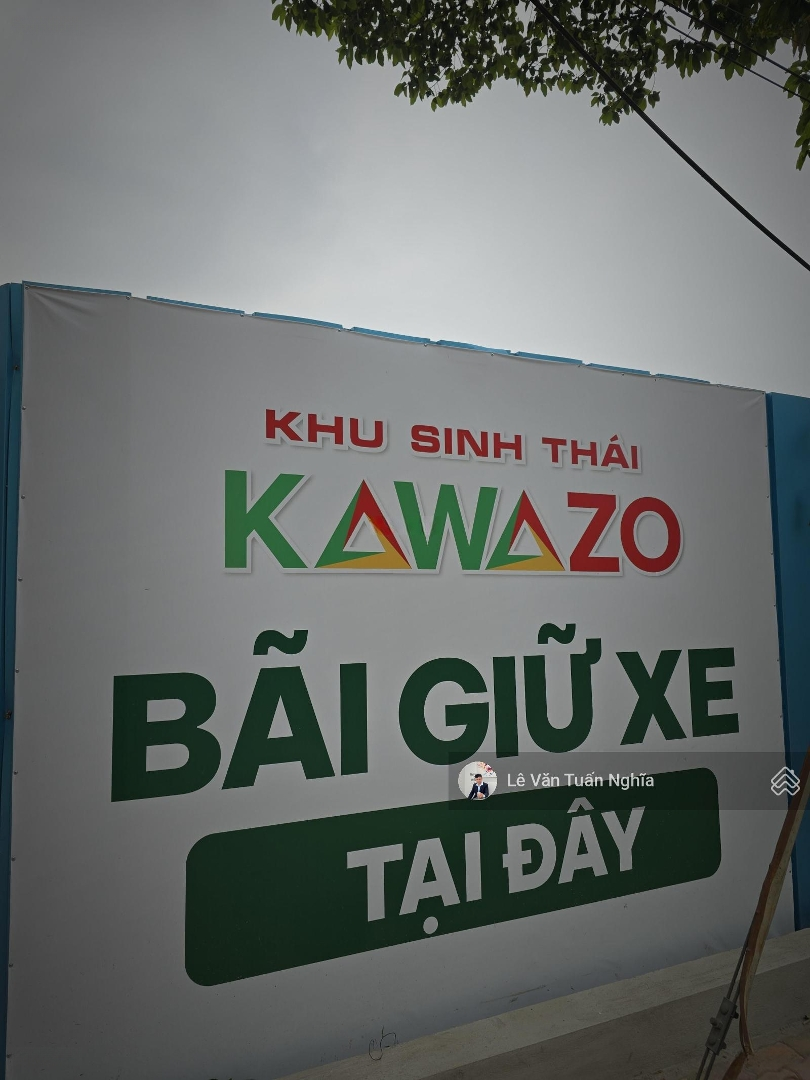 KHU SINH THÁI
KAWAZO
BÃI GIỮ XE
TẠI ĐÂY
Lê Văn Tuấn Nghĩa